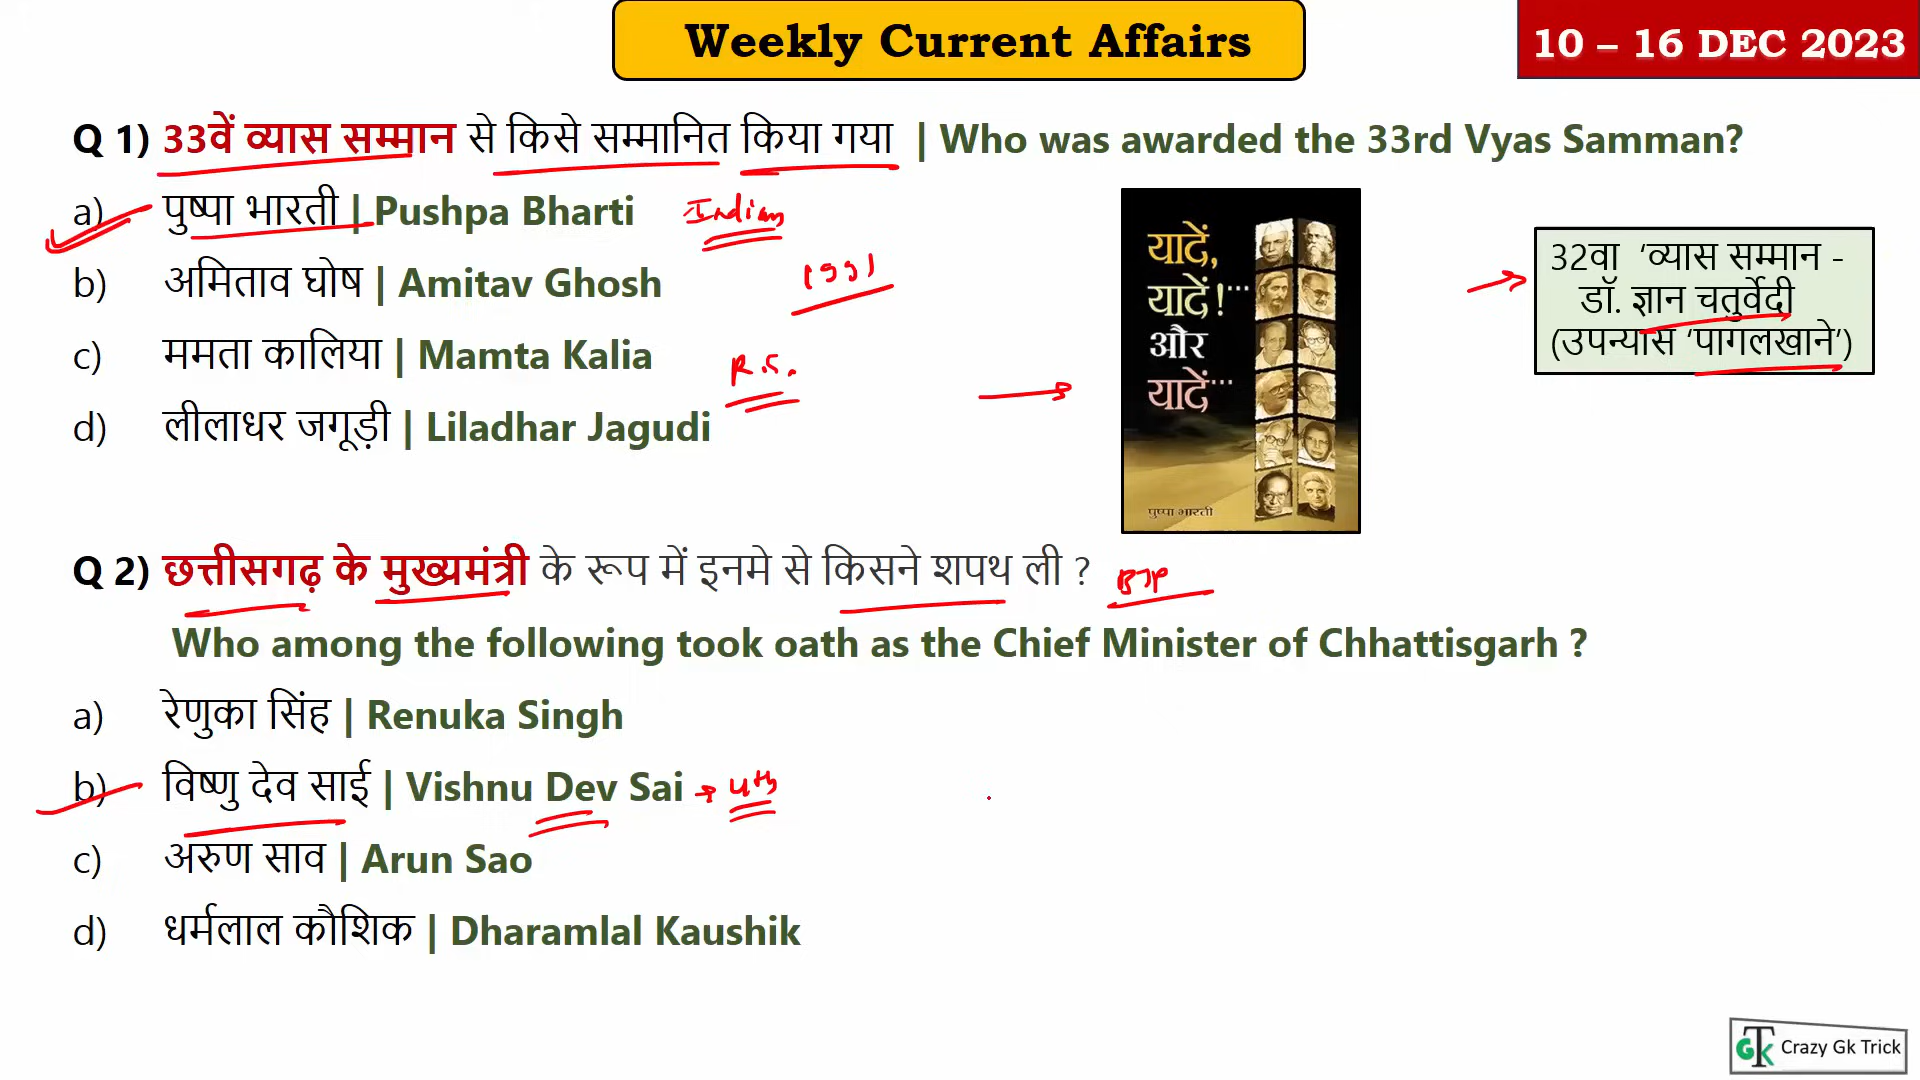 Weekly Current Affairs
10 – 16 DEC 2023
Q 1) 33वें व्यास सम्मान से किसे सम्मानित किया गया | Who was awarded the 33rd Vyas Samman?
a) पुष्पा भारती | Pushpa Bharti
Indian
b) अमिताव घोष | Amitav Ghosh
1991
c) ममता कालिया | Mamta Kalia
R.S.
d) लीलाधर जगूड़ी | Liladhar Jagudi
यादें,
यादें!...
और
यादें...
पुष्पा भारती
32वा ‘व्यास सम्मान -
डॉ. ज्ञान चतुर्वेदी
(उपन्यास ‘पागलखाने’)
Q 2) छत्तीसगढ़ के मुख्यमंत्री के रूप में इनमे से किसने शपथ ली ?
BJP
Who among the following took oath as the Chief Minister of Chhattisgarh ?
a) रेणुका सिंह | Renuka Singh
b) विष्णु देव साई | Vishnu Dev Sai → 4th
c) अरुण साव | Arun Sao
d) धर्मलाल कौशिक | Dharamlal Kaushik
GTK Crazy Gk Trick